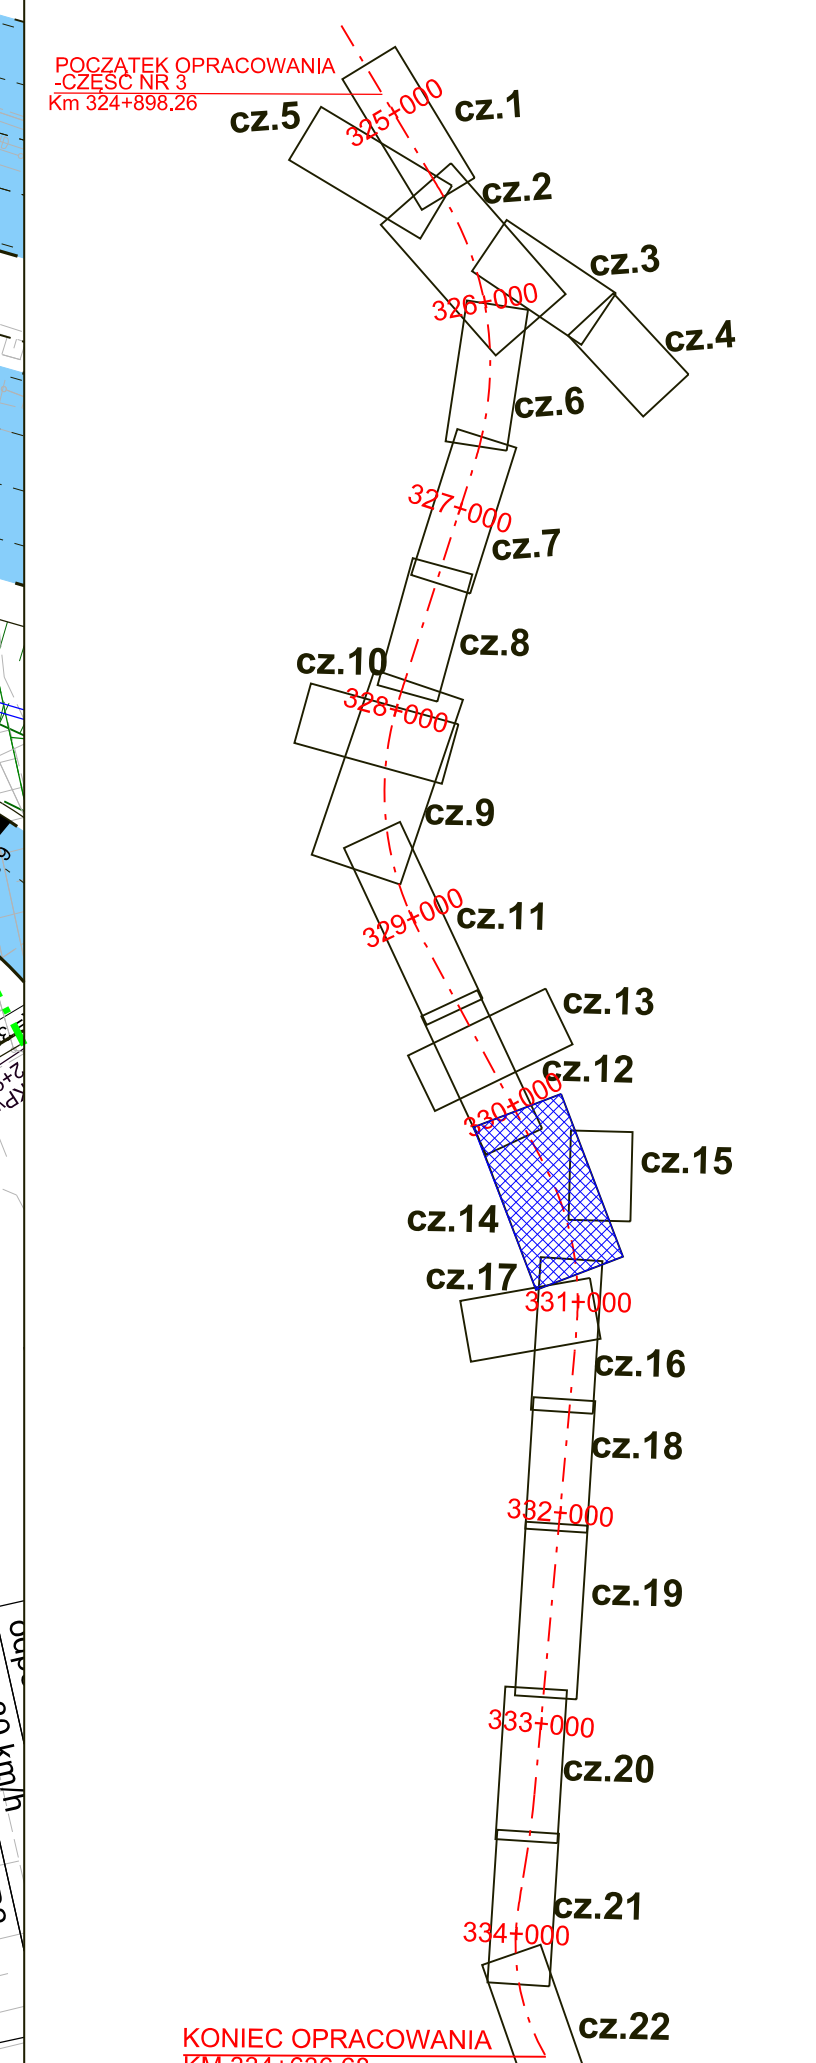 POCZĄTEK OPRACOWANIA
-CZĘŚĆ NR 3
Km 324+898.26
325+000
cz.1
cz.5
cz.2
cz.3
326+000
cz.4
cz.6
327+000
cz.7
cz.8
cz.10
328+000
cz.9
329+000
cz.11
cz.13
cz.12
330+000
cz.15
cz.14
cz.17
331+000
cz.16
cz.18
332+000
cz.19
333+000
cz.20
cz.21
334+000
cz.22
KONIEC OPRACOWANIA
km/h